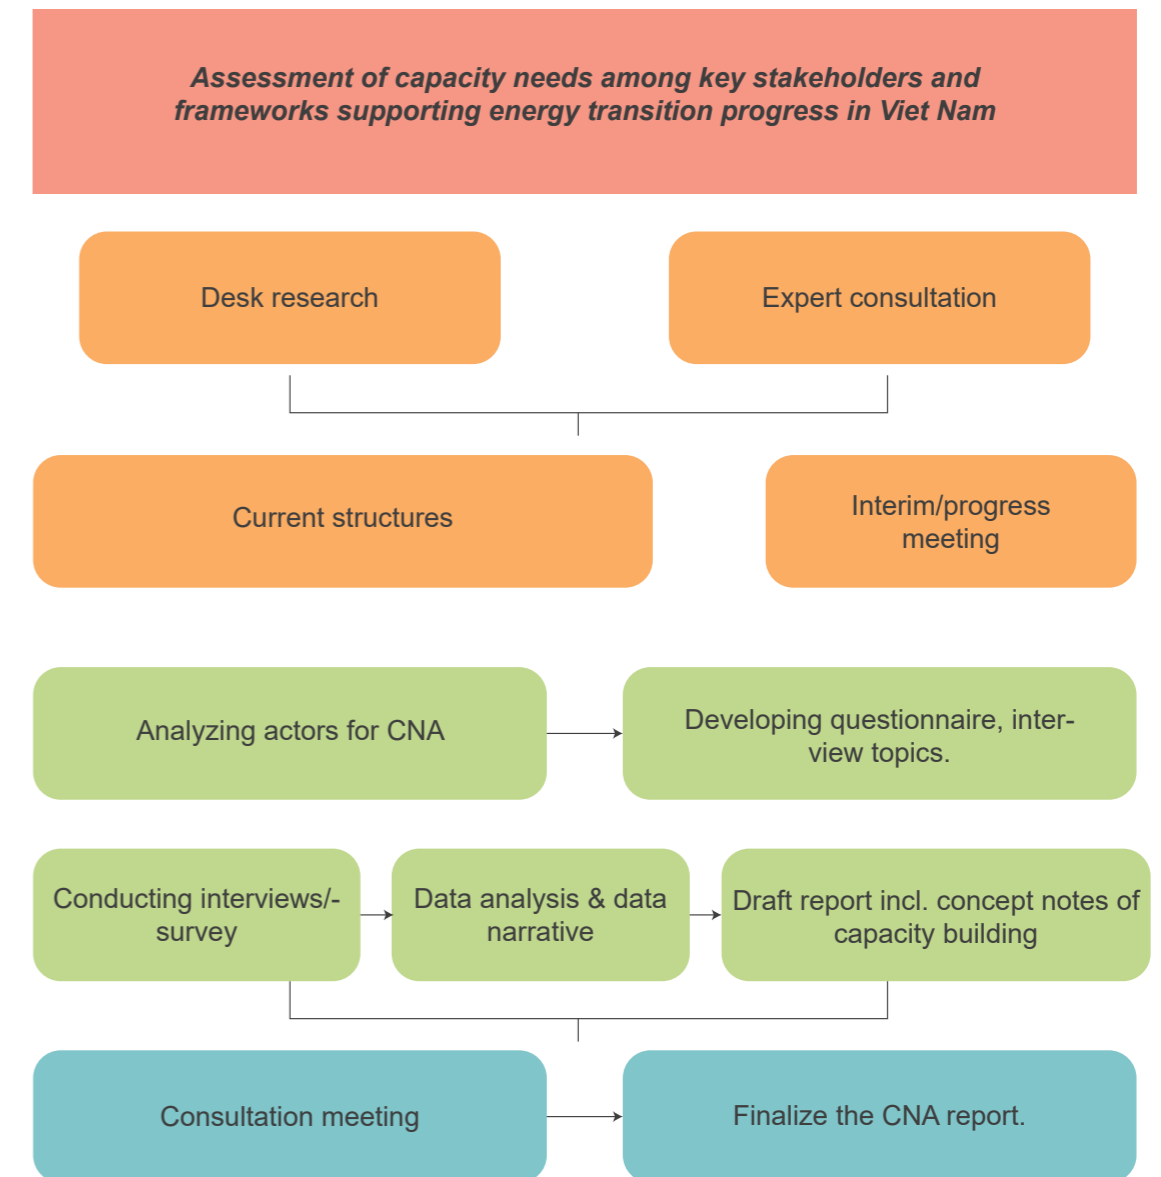 Assessment of capacity needs among key stakeholders and
frameworks supporting energy transition progress in Viet Nam
Desk research
Expert consultation
Current structures
Interim/progress
meeting
Analyzing actors for CNA
Developing questionnaire, inter-
view topics.
Conducting interviews/-
survey
Data analysis & data
narrative
Draft report incl. concept notes of
capacity building
Consultation meeting
Finalize the CNA report.